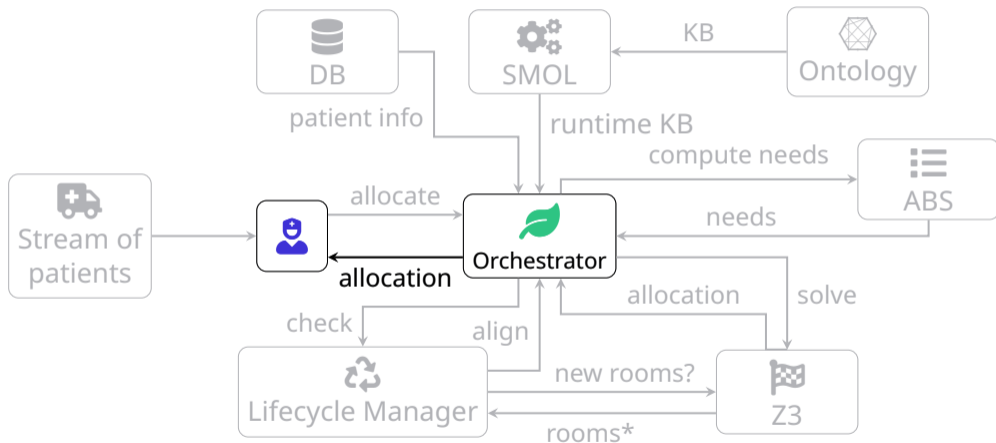 DB
SMOL
KB
Ontology
patient info
runtime KB
compute needs
ABS
Stream of
patients
allocate
needs
Orchestrator
allocation
allocation
solve
check
align
new rooms?
Lifecycle Manager
Z3
rooms*